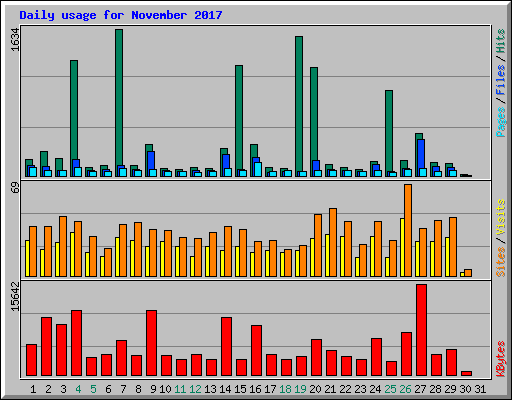 Daily usage for November 2017
1634
Pages / Files / Hits
69
Sites / Visits
15642
KBytes
1 2 3 4 5 6 7 8 9 10 11 12 13 14 15 16 17 18 19 20 21 22 23 24 25 26 27 28 29 30 31